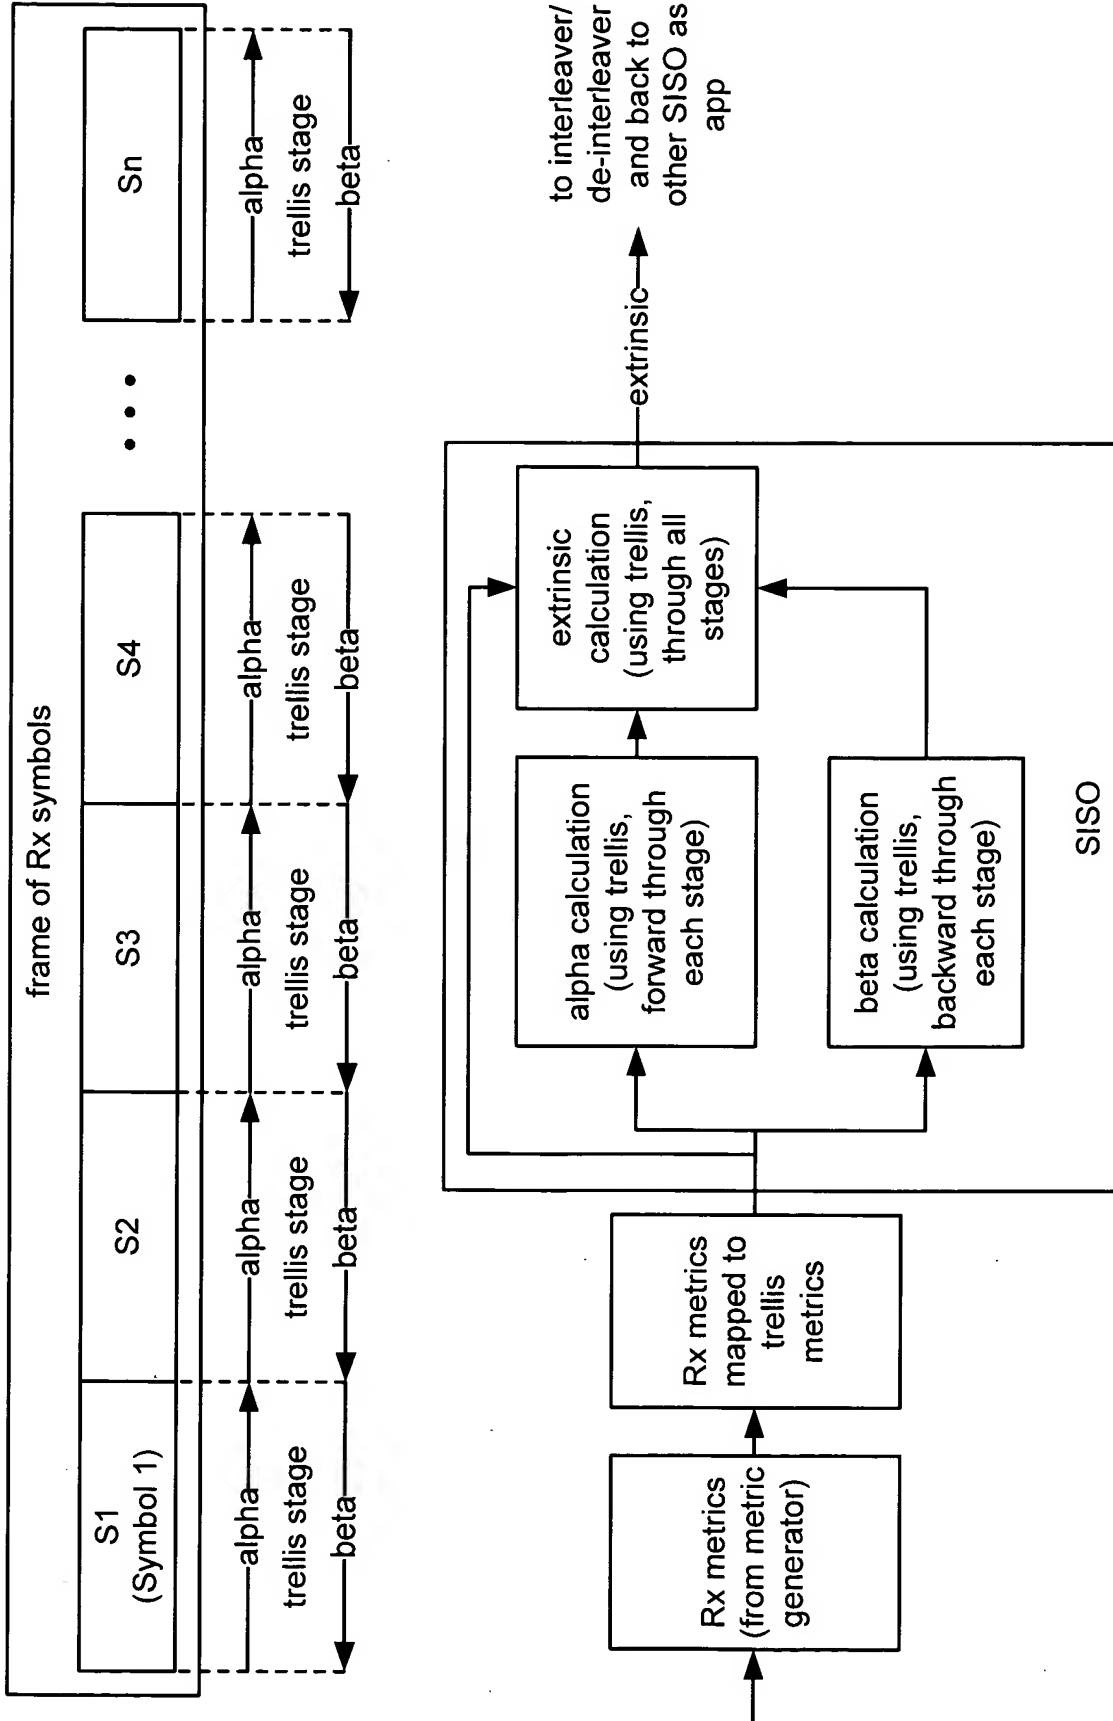 frame of Rx symbols
S1
(Symbol 1)
S2
S3
S4
Sn
alpha
alpha
alpha
alpha
alpha
trellis stage
trellis stage
trellis stage
trellis stage
trellis stage
beta
beta
beta
beta
beta
Rx metrics
(from metric
generator)
Rx metrics
mapped to
trellis
metrics
alpha calculation
(using trellis,
forward through
each stage)
beta calculation
(using trellis,
backward through
each stage)
extrinsic
calculation
(using trellis,
through all
stages)
SISO
extrinsic
to interleaver/
de-interleaver
and back to
other SISO as
app